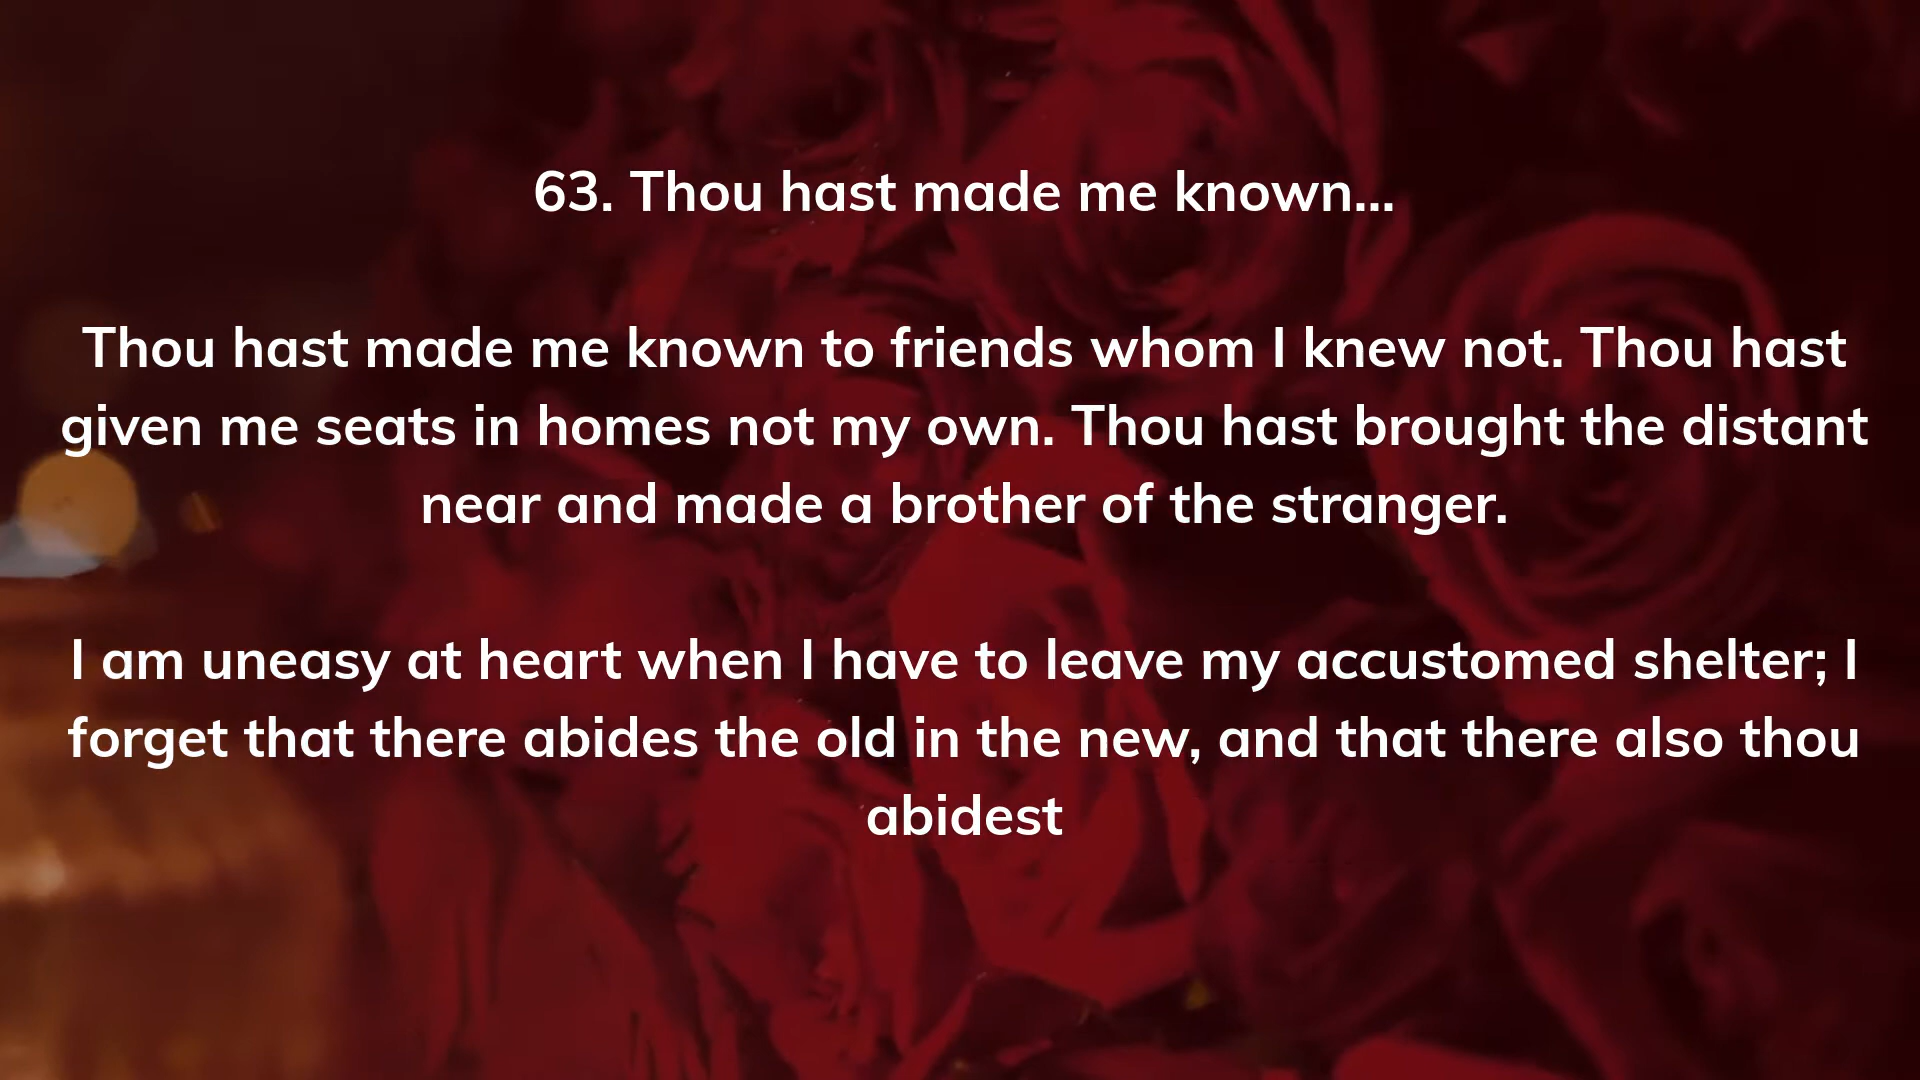 63. Thou hast made me known...
Thou hast made me known to friends whom I knew not. Thou hast
given me seats in homes not my own. Thou hast brought the distant
near and made a brother of the stranger.
I am uneasy at heart when I have to leave my accustomed shelter; I
forget that there abides the old in the new, and that there also thou
abidest